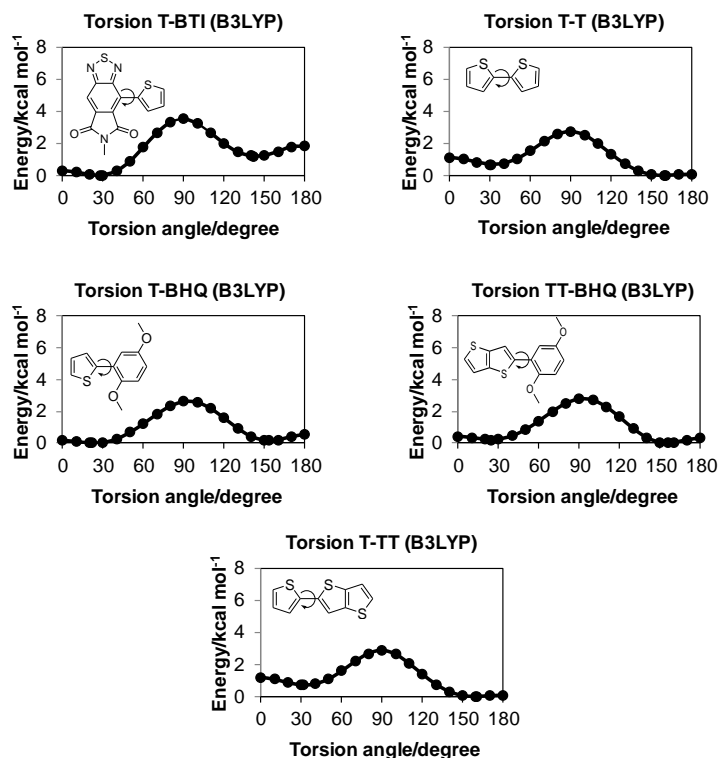 Torsion T-BTI (B3LYP)
Energy/kcal mol-1
8
6
4
2
0
S
N N
S
O N O
0 30 60 90 120 150 180
Torsion angle/degree
Torsion T-T (B3LYP)
Energy/kcal mol-1
8
6
4
2
0
S
S
0 30 60 90 120 150 180
Torsion angle/degree
Torsion T-BHQ (B3LYP)
Energy/kcal mol-1
8
6
4
2
0
O
S
O
0 30 60 90 120 150 180
Torsion angle/degree
Torsion TT-BHQ (B3LYP)
Energy/kcal mol-1
8
6
4
2
0
O
S
S
O
0 30 60 90 120 150 180
Torsion angle/degree
Torsion T-TT (B3LYP)
Energy/kcal mol-1
8
6
4
2
0
S S
S
0 30 60 90 120 150 180
Torsion angle/degree